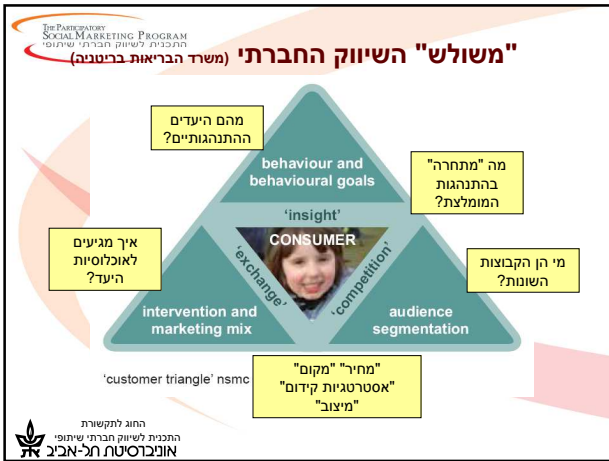 THE PARTICIPATORY
SOCIAL MARKETING PROGRAM
התכנית לשיווק חברתי שיתופי
"משולש" השיווק החברתי (משרד הבריאות בריטניה)
מהם היעדים
ההתנהגותיים?
behaviour and
behavioural goals
מה "מתחרה"
בהתנהגות
המומלצת?
'insight'
CONSUMER
'exchange'
'competition'
איך מגיעים
לאוכלוסיות
היעד?
מי הן הקבוצות
השונות?
intervention and
marketing mix
audience
segmentation
'customer triangle' nsmc
"מחיר" "מקום"
"אסטרטגיות קידום"
"מיצוב"
החוג לתקשורת
התכנית לשיווק חברתי שיתופי
אוניברסיטת תל-אביב